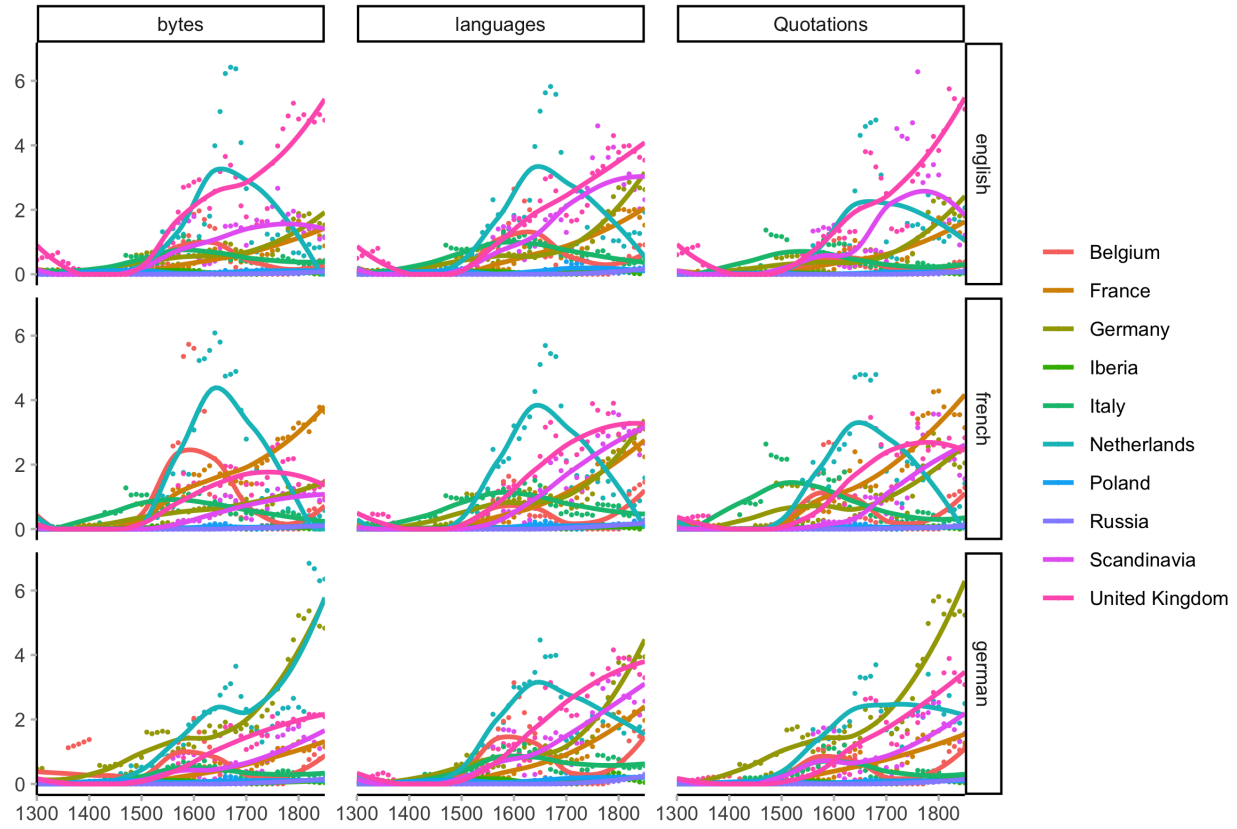 bytes languages Quotations
6
4
2
0
english
6
4
2
0
french
6
4
2
0
german
1300 1400 1500 1600 1700 1800 1300 1400 1500 1600 1700 1800 1300 1400 1500 1600 1700 1800
Belgium
France
Germany
Iberia
Italy
Netherlands
Poland
Russia
Scandinavia
United Kingdom